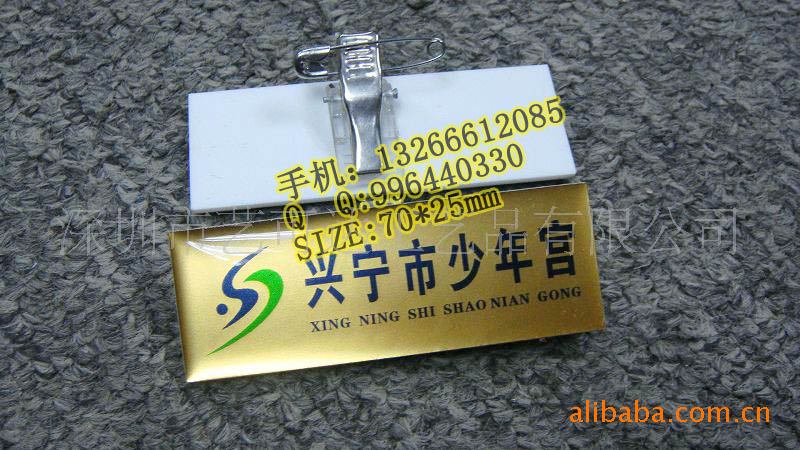 手机：13266612085
Q Q:996440330
SIZE:70*25mm
兴宁市少年宫
XING NING SHI SHAO NIAN GONG
alibaba.com.cn